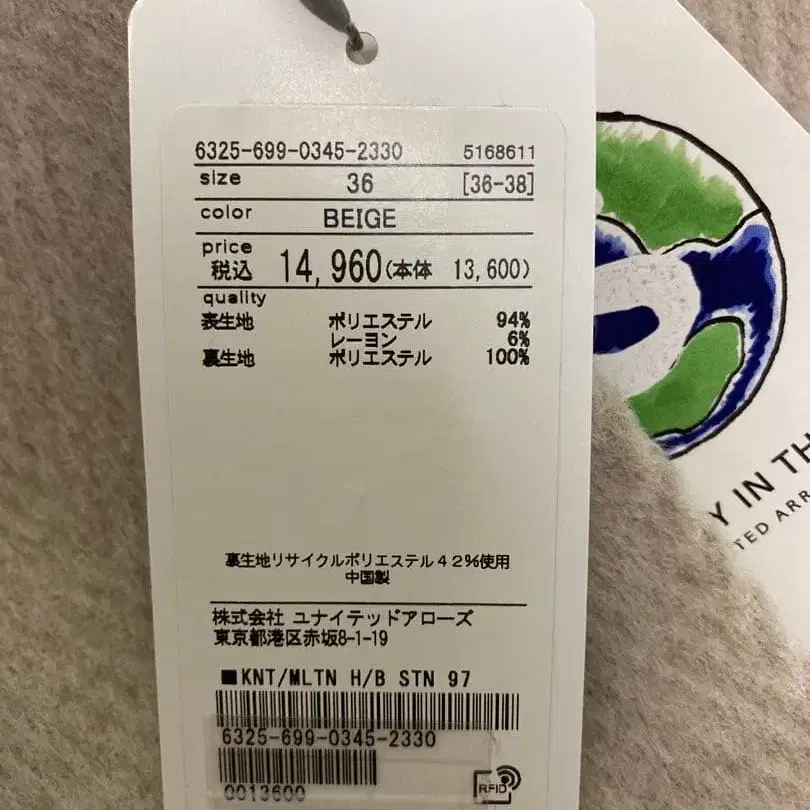 6325-699-0345-2330 5168611
size 36 [36-38]
color BEIGE
price
税込 14,960(本体 13,600)
quality
表生地 ポリエステル 94%
レーヨン 6%
裏生地 ポリエステル 100%
裏生地リサイクルポリエステル42%使用
中国製
株式会社 ユナイテッドアローズ
東京都港区赤坂8-1-19
■KNT/MLTN H/B STN 97
6325-699-0345-2330
0013600
RFID
Y IN TH
TED ARR